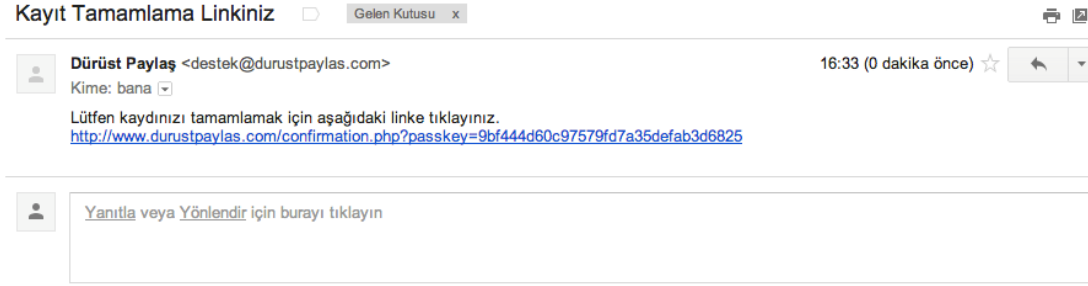 Kayıt Tamamlama Linkiniz Gelen Kutusu x
Dürüst Paylaş <destek@durustpaylas.com> 16:33 (0 dakika önce)
Kime: bana
Lütfen kaydınızı tamamlamak için aşağıdaki linke tıklayınız.
http://www.durustpaylas.com/confirmation.php?passkey=9bf444d60c97579fd7a35defab3d6825
Yanıtla veya Yönlendir için burayı tıklayın